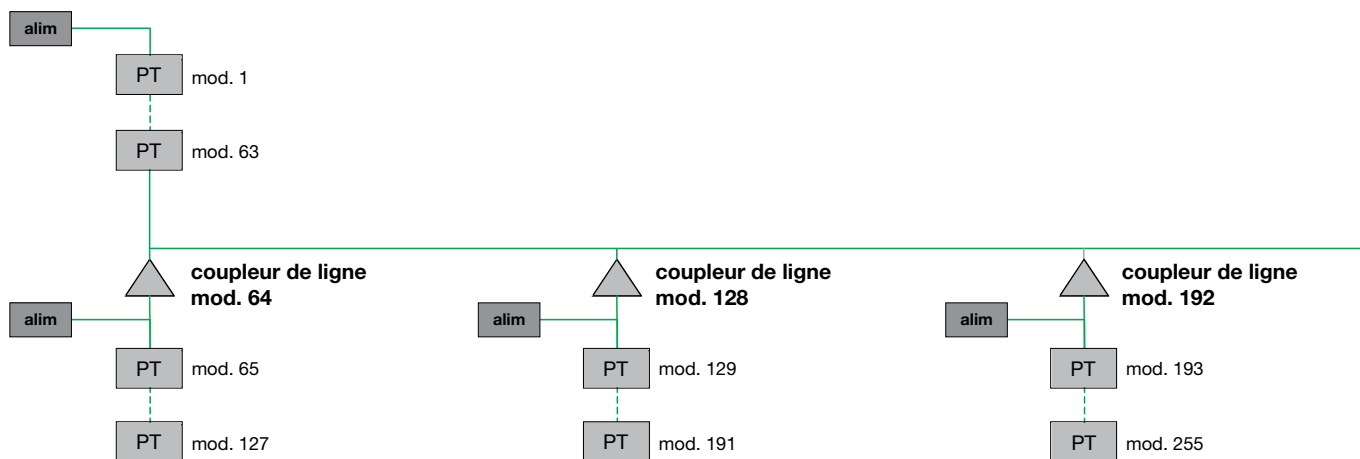 alim
PT mod. 1
PT mod. 63
coupleur de ligne
mod. 64
coupleur de ligne
mod. 128
coupleur de ligne
mod. 192
alim
alim
alim
PT mod. 65
PT mod. 129
PT mod. 193
PT mod. 127
PT mod. 191
PT mod. 255